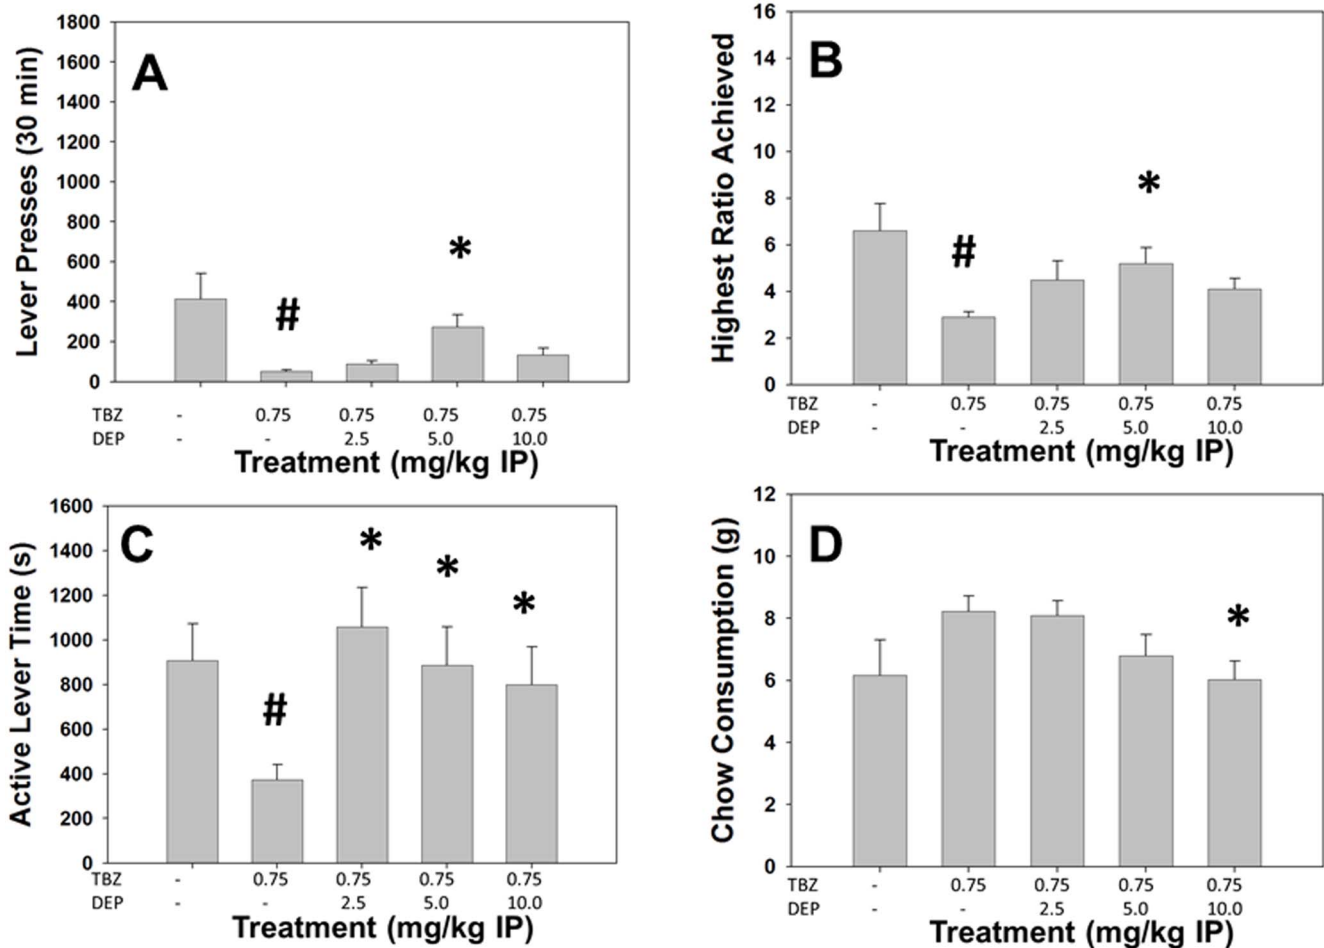 A
Lever Presses (30 min)
1800
1600
1400
1200
1000
800
600
400
200
0
#
*
TBZ - 0.75 0.75 0.75 0.75
DEP - - 2.5 5.0 10.0
Treatment (mg/kg IP)
B
Highest Ratio Achieved
16
14
12
10
8
6
4
2
0
#
*
TBZ - 0.75 0.75 0.75 0.75
DEP - - 2.5 5.0 10.0
Treatment (mg/kg IP)
C
Active Lever Time (s)
1600
1400
1200
1000
800
600
400
200
0
#
*
*
*
TBZ - 0.75 0.75 0.75 0.75
DEP - - 2.5 5.0 10.0
Treatment (mg/kg IP)
D
Chow Consumption (g)
12
10
8
6
4
2
0
*
TBZ - 0.75 0.75 0.75 0.75
DEP - - 2.5 5.0 10.0
Treatment (mg/kg IP)